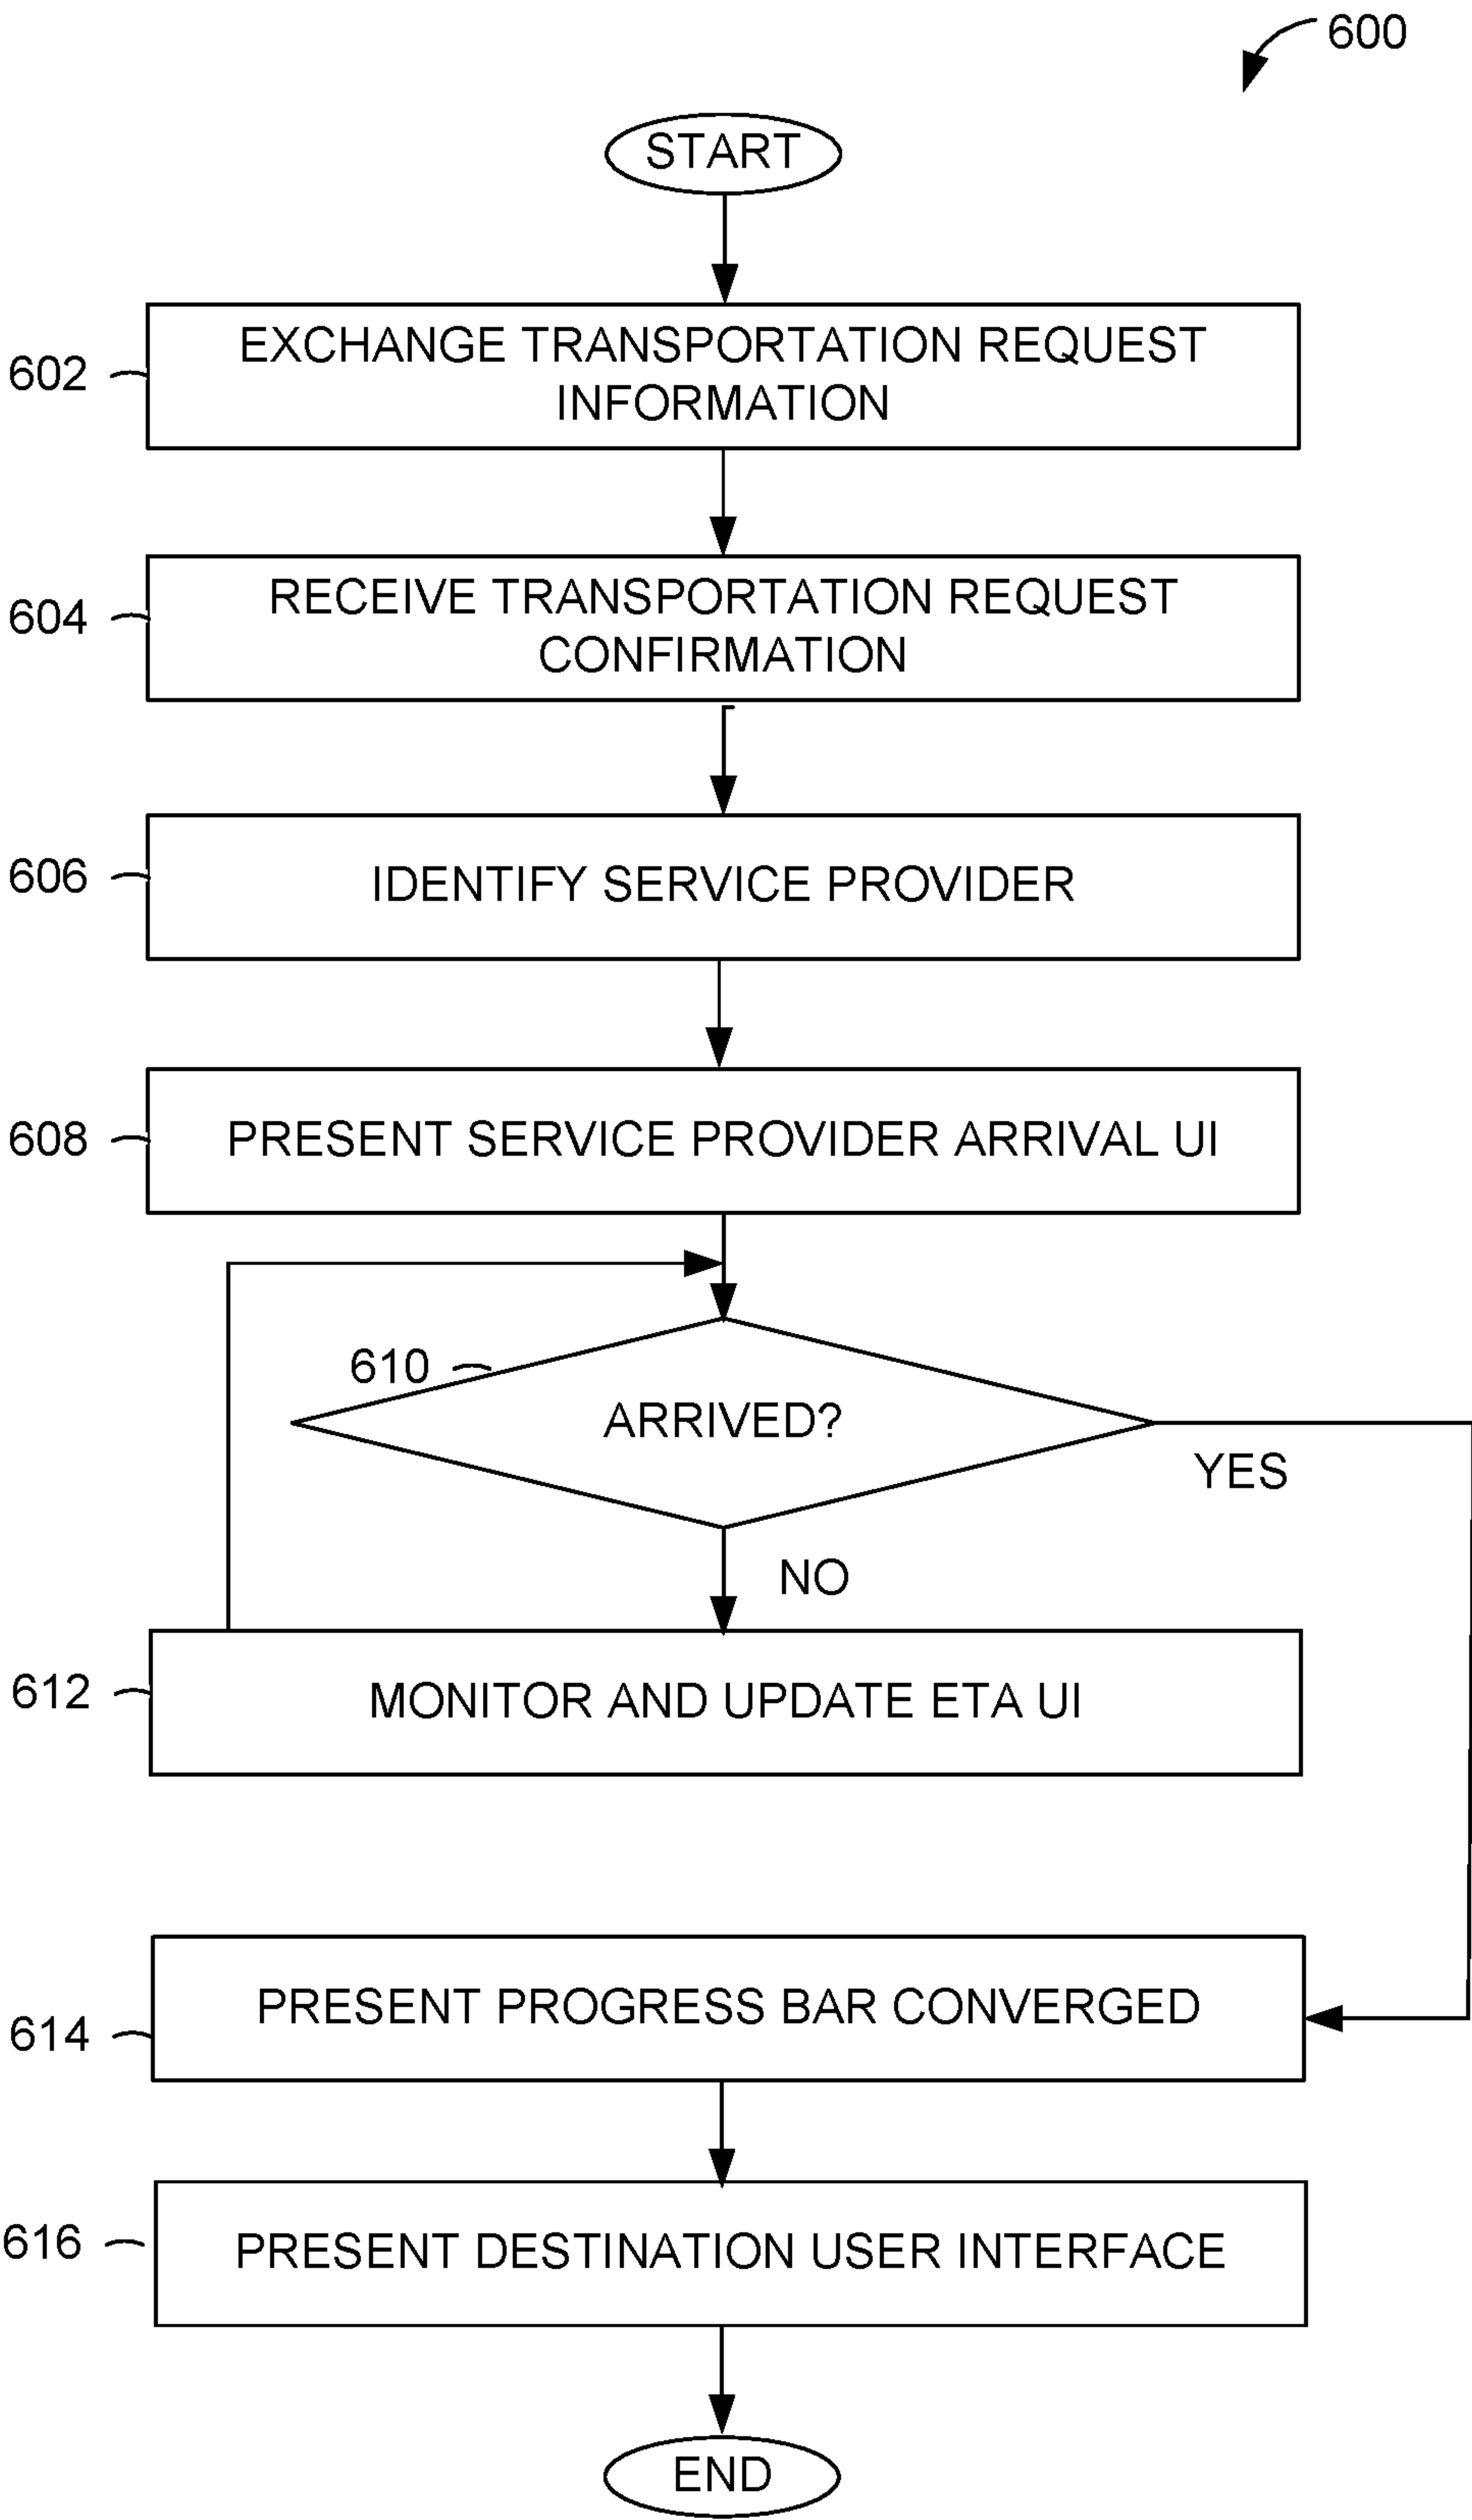 600
START
602
EXCHANGE TRANSPORTATION REQUEST
INFORMATION
604
RECEIVE TRANSPORTATION REQUEST
CONFIRMATION
606
IDENTIFY SERVICE PROVIDER
608
PRESENT SERVICE PROVIDER ARRIVAL UI
610
ARRIVED?
YES
NO
612
MONITOR AND UPDATE ETA UI
614
PRESENT PROGRESS BAR CONVERGED
616
PRESENT DESTINATION USER INTERFACE
END